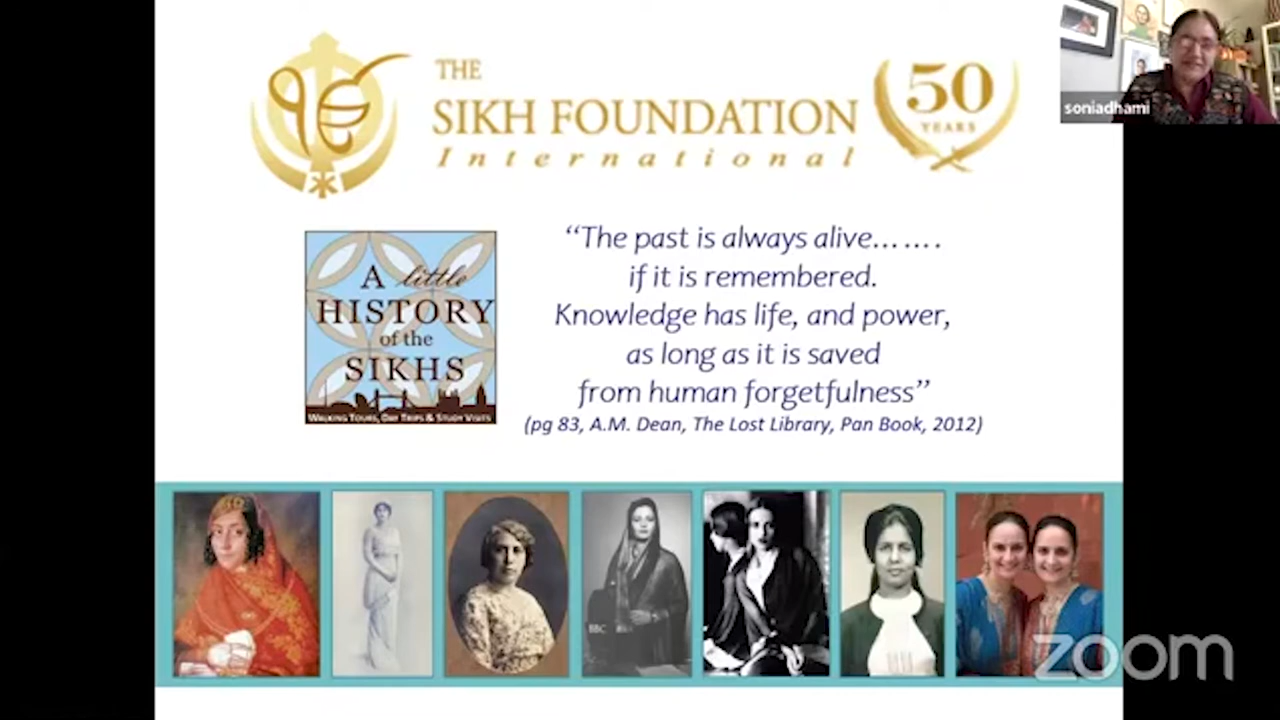 THE
SIKH FOUNDATION
International
50
YEARS
soniadhami
A little
HISTORY
of the
SIKHS
WALKING TOURS, DAY TRIPS & STUDY VISITS
“The past is always alive…….
if it is remembered.
Knowledge has life, and power,
as long as it is saved
from human forgetfulness”
(pg 83, A.M. Dean, The Lost Library, Pan Book, 2012)
BBC
zoom